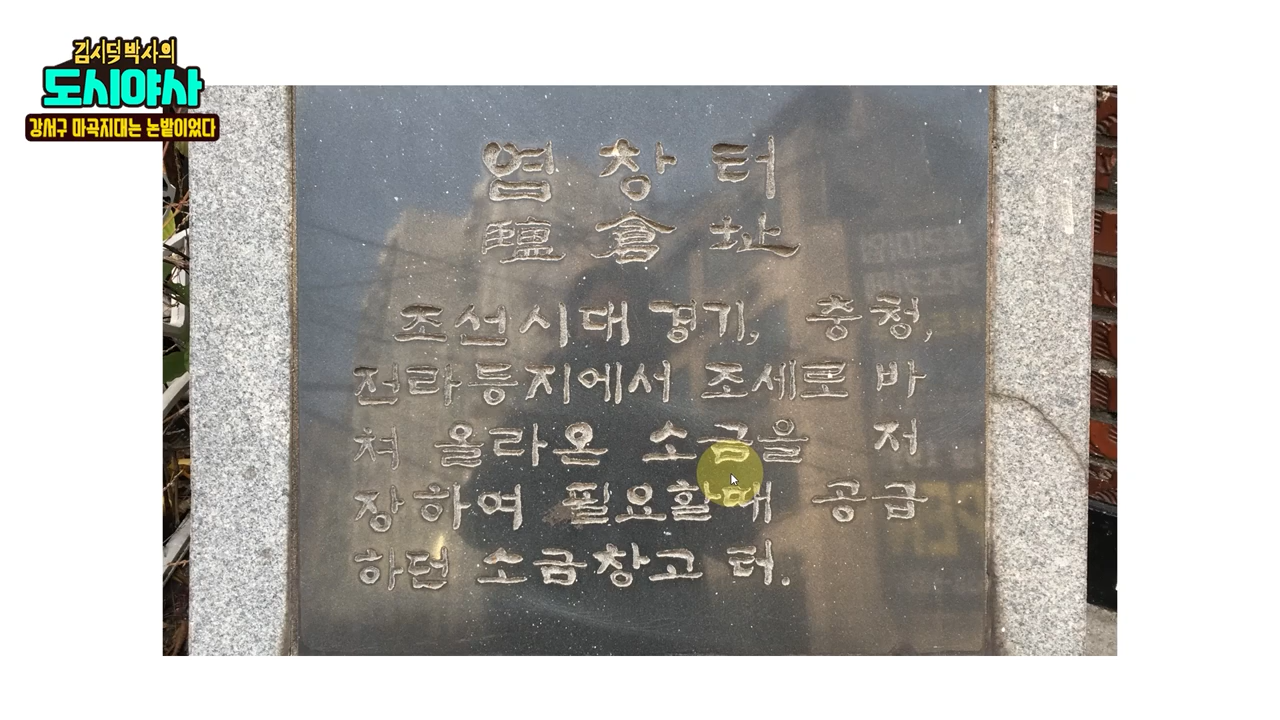 김시덕 박사의
도시야사
강서구 마곡지대는 논밭이었다
염창터
鹽倉址
조선시대 경기, 충청,
전라등지에서 조세로 바
쳐 올라온 소금을 저
장하여 필요할때 공급
하던 소금창고 터.